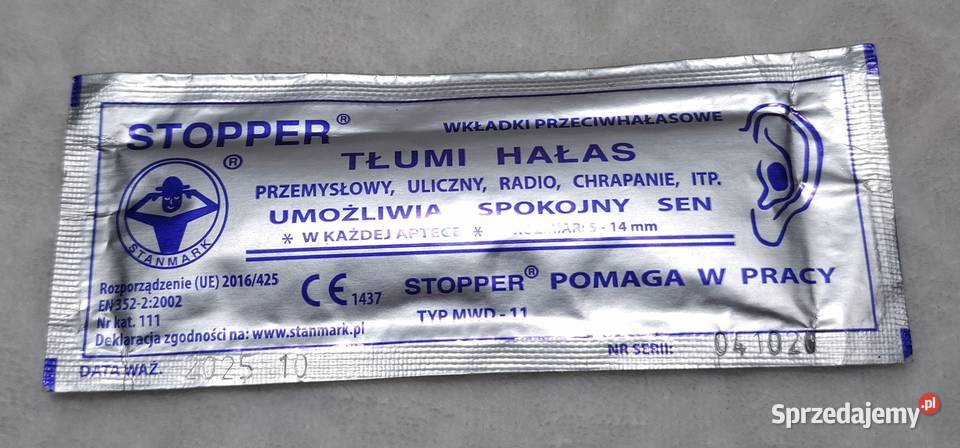 STOPPER®
WKŁADKI PRZECIWHAŁASOWE
®
STANMARK
TŁUMI HAŁAS
PRZEMYSŁOWY, ULICZNY, RADIO, CHRAPANIE, ITP.
UMOŻLIWIA SPOKOJNY SEN
* W KAŻDEJ APTECE * ROZMIAR: 5 - 14 mm
Rozporządzenie (UE) 2016/425
EN 352-2:2002
Nr kat. 111
Deklaracja zgodności na: www.stanmark.pl
CE 1437
STOPPER® POMAGA W PRACY
TYP MWD - 11
DATA WAŻ. 2025 10
NR SERII:
Sprzedajemy.pl